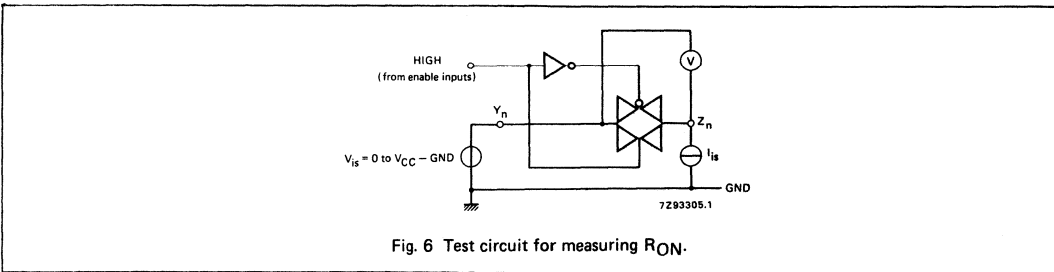 HIGH
(from enable inputs)
V
Yn
Zn
Vis = 0 to VCC – GND
Iis
GND
7Z93305.1
Fig. 6 Test circuit for measuring RON.